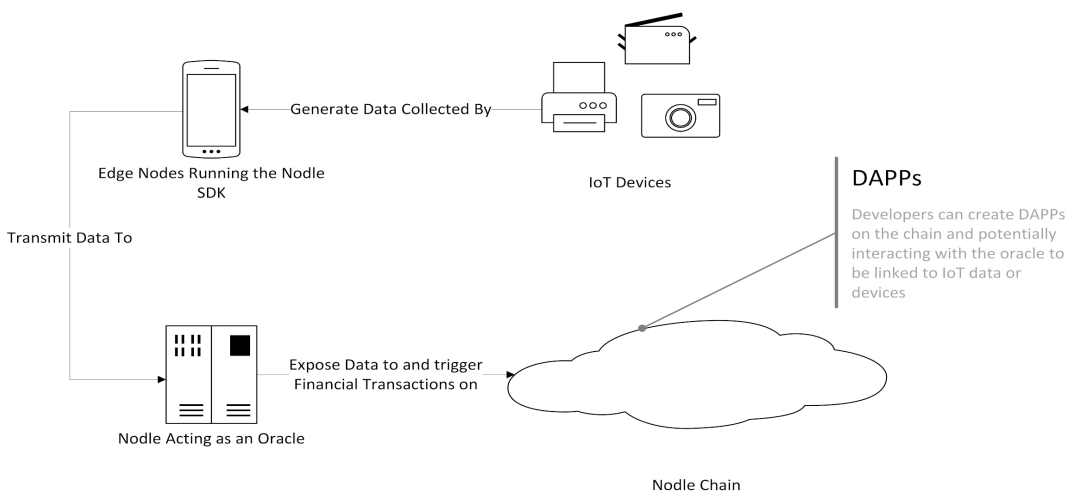 Generate Data Collected By
Edge Nodes Running the Nodle
SDK
IoT Devices
DAPPs
Developers can create DAPPs
on the chain and potentially
interacting with the oracle to
be linked to IoT data or
devices
Transmit Data To
Expose Data to and trigger
Financial Transactions on
Nodle Acting as an Oracle
Nodle Chain